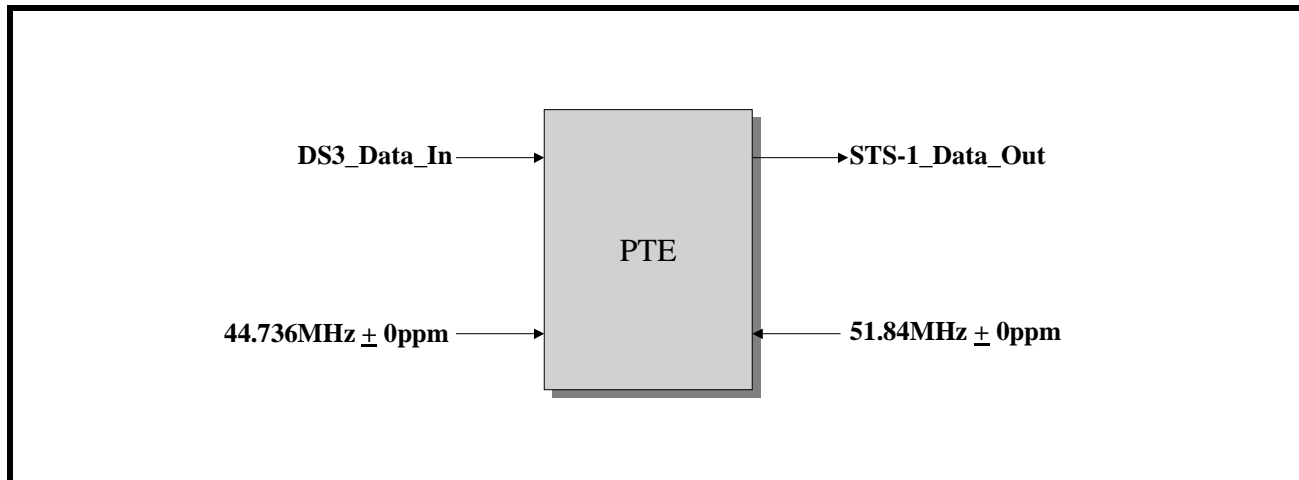 DS3_Data_In
STS-1_Data_Out
PTE
44.736MHz ± 0ppm
51.84MHz ± 0ppm